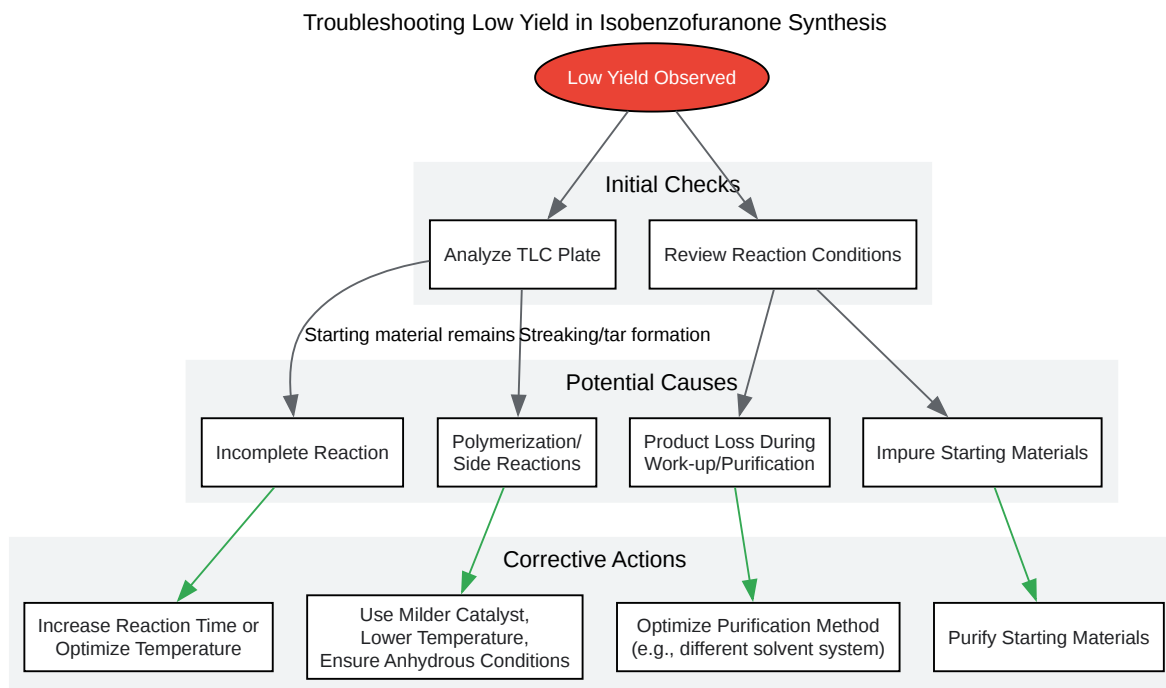 Troubleshooting Low Yield in Isobenzofuranone Synthesis
Low Yield Observed
Initial Checks
Analyze TLC Plate
Review Reaction Conditions
Starting material remains
Streaking/tar formation
Potential Causes
Incomplete Reaction
Polymerization/
Side Reactions
Product Loss During
Work-up/Purification
Impure Starting Materials
Corrective Actions
Increase Reaction Time or
Optimize Temperature
Use Milder Catalyst,
Lower Temperature,
Ensure Anhydrous Conditions
Optimize Purification Method
(e.g., different solvent system)
Purify Starting Materials